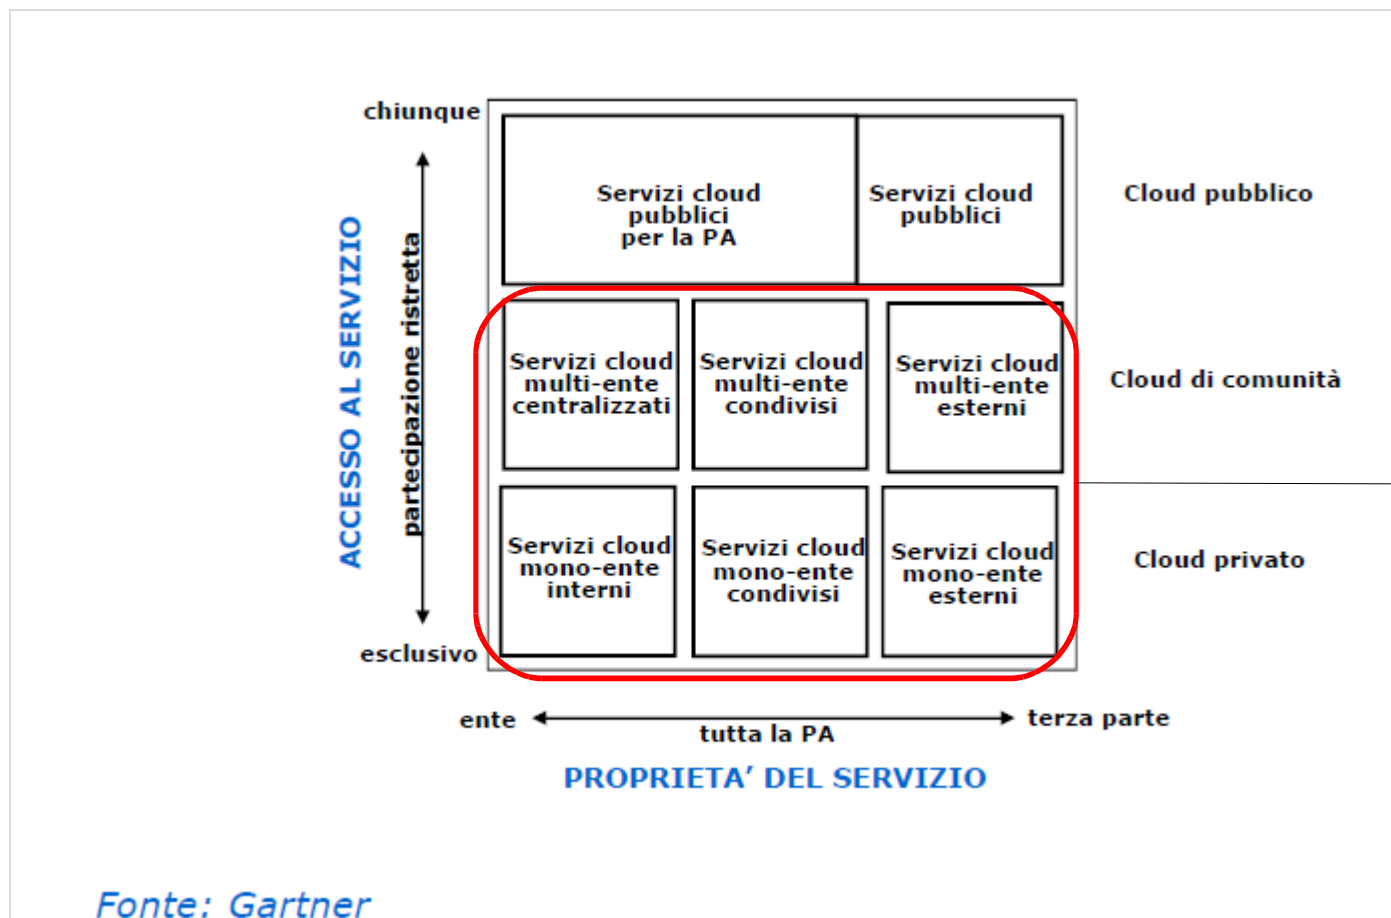 chiunque
Servizi cloud
pubblici
per la PA
Servizi cloud
pubblici
Cloud pubblico
ACCESSO AL SERVIZIO
partecipazione ristretta
Servizi cloud
multi-ente
centralizzati
Servizi cloud
multi-ente
condivisi
Servizi cloud
multi-ente
esterni
Cloud di comunità
Servizi cloud
mono-ente
interni
Servizi cloud
mono-ente
condivisi
Servizi cloud
mono-ente
esterni
Cloud privato
esclusivo
ente
tutta la PA
terza parte
PROPRIETA’ DEL SERVIZIO
Fonte: Gartner